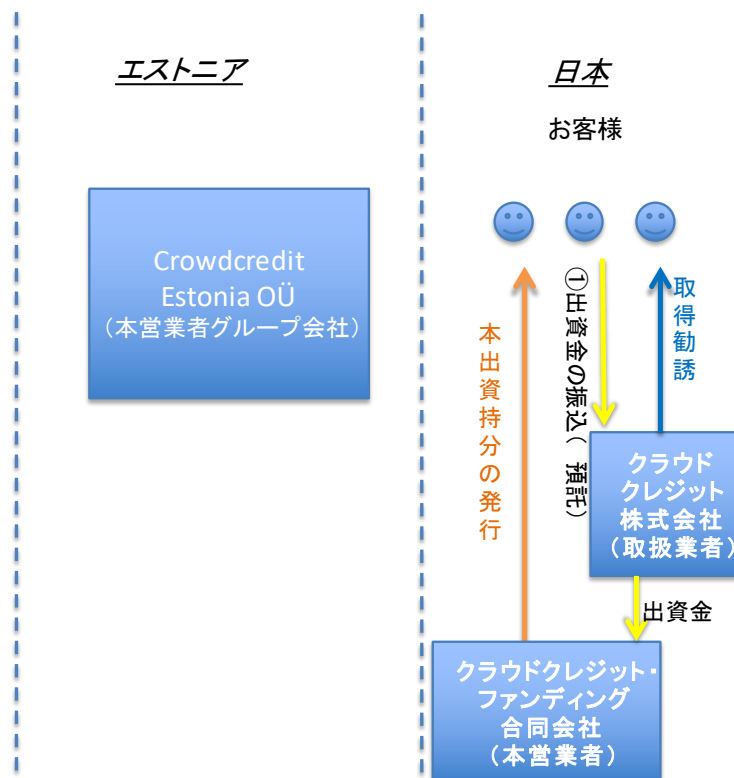 エストニア
日本
お客様
Crowdcredit
Estonia OÜ
（本営業者グループ会社）
本出資持分の発行
①出資金の振込（ 預託）
取得勧誘
クラウド
クレジット
株式会社
（取扱業者）
出資金
クラウドクレジット・
ファンディング
合同会社
（本営業者）